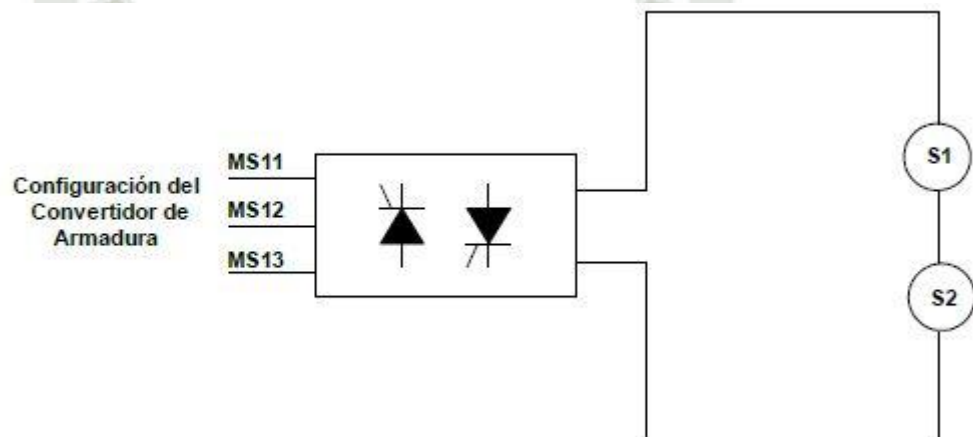 Configuración del
Convertidor de
Armadura
MS11
MS12
MS13
S1
S2